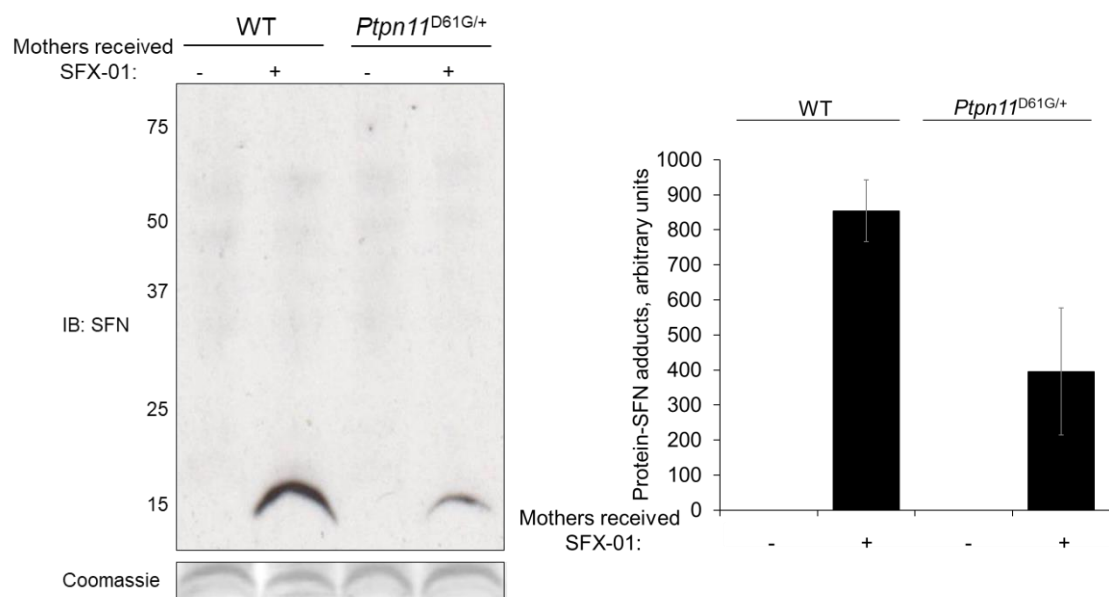 WT Ptpn11D61G/+
Mothers received
SFX-01: - + - +
75
50
37
IB: SFN
25
15
Coomassie
WT Ptpn11D61G/+
Protein-SFN adducts, arbitrary units
1000
900
800
700
600
500
400
300
200
100
0
Mothers received
SFX-01: - + - +